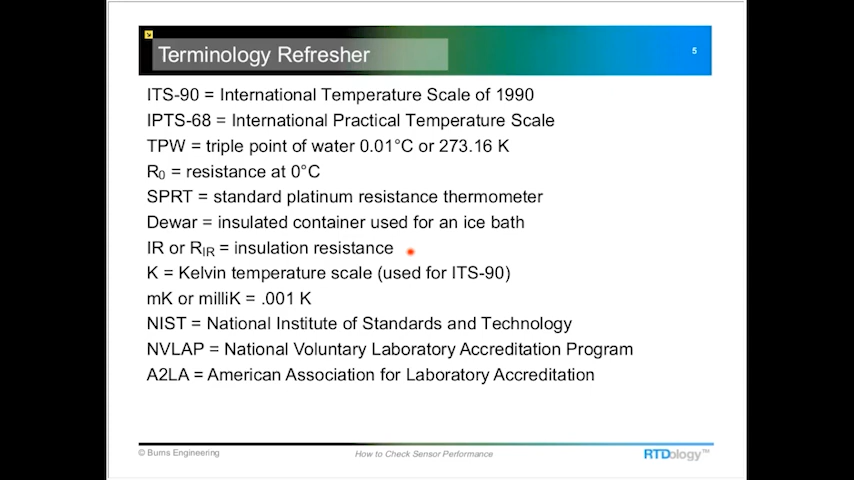 Terminology Refresher
5
ITS-90 = International Temperature Scale of 1990
IPTS-68 = International Practical Temperature Scale
TPW = triple point of water 0.01°C or 273.16 K
R0 = resistance at 0°C
SPRT = standard platinum resistance thermometer
Dewar = insulated container used for an ice bath
IR or RIR = insulation resistance
K = Kelvin temperature scale (used for ITS-90)
mK or milliK = .001 K
NIST = National Institute of Standards and Technology
NVLAP = National Voluntary Laboratory Accreditation Program
A2LA = American Association for Laboratory Accreditation
© Burns Engineering
How to Check Sensor Performance
RTDology™